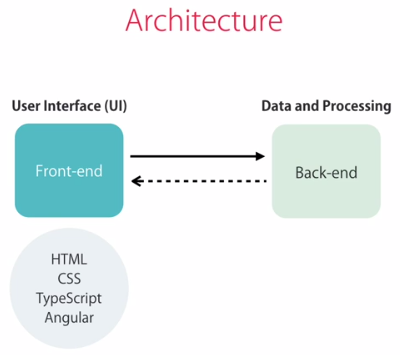 Architecture
User Interface (UI)
Data and Processing
Front-end
Back-end
HTML
CSS
TypeScript
Angular